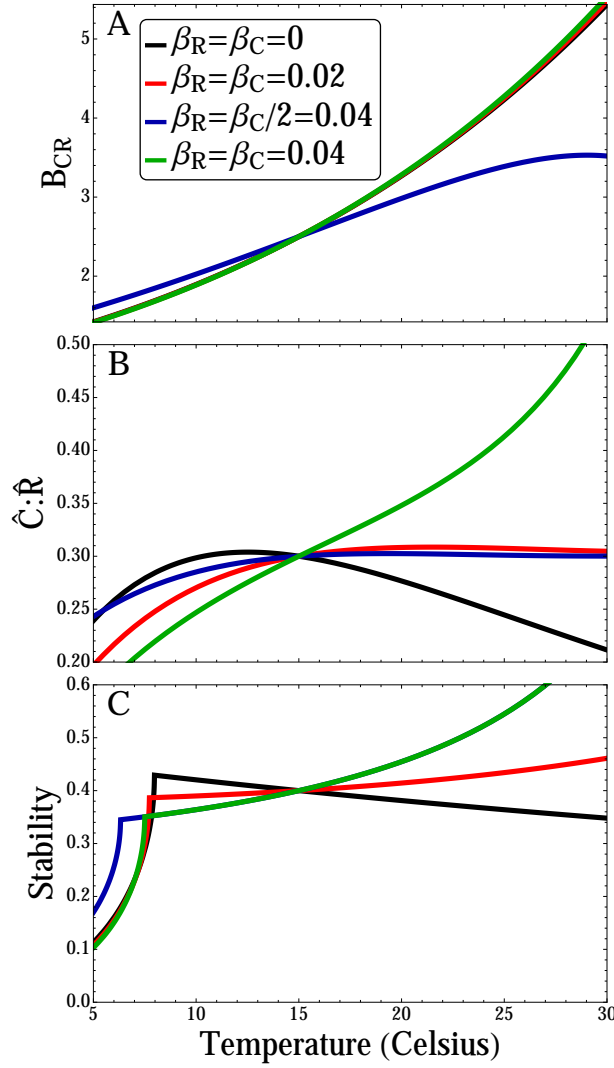 A
β_R=β_C=0
β_R=β_C=0.02
β_R=β_C/2=0.04
β_R=β_C=0.04
B_CR
5
4
3
2
B
Ĉ:R̂
0.50
0.45
0.40
0.35
0.30
0.25
0.20
C
Stability
0.6
0.5
0.4
0.3
0.2
0.1
0.0
5 10 15 20 25 30
Temperature (Celsius)